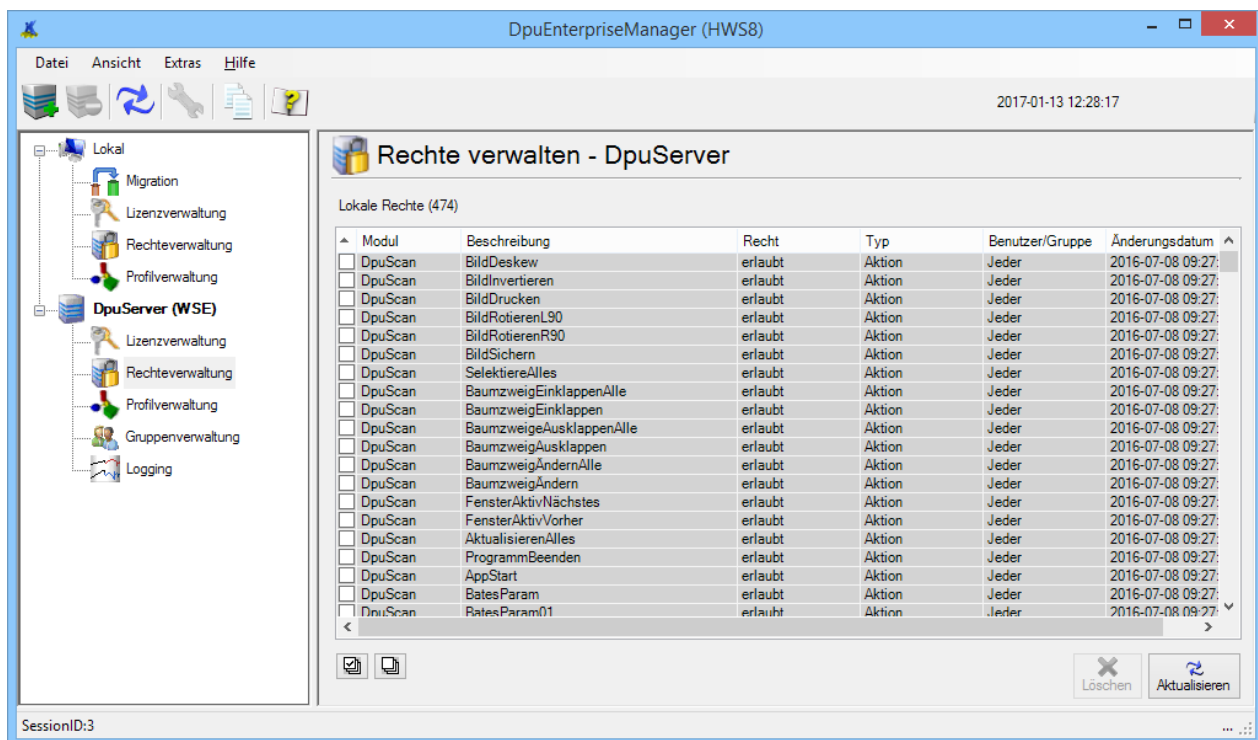 DpuEnterpriseManager (HWS8)
Datei Ansicht Extras Hilfe
2017-01-13 12:28:17
Lokal
Migration
Lizenzverwaltung
Rechteverwaltung
Profilverwaltung
DpuServer (WSE)
Lizenzverwaltung
Rechteverwaltung
Profilverwaltung
Gruppenverwaltung
Logging
Rechte verwalten - DpuServer
Lokale Rechte (474)
Modul Beschreibung Recht Typ Benutzer/Gruppe Änderungsdatum
DpuScan BildDeskew erlaubt Aktion Jeder 2016-07-08 09:27:
DpuScan BildInvertieren erlaubt Aktion Jeder 2016-07-08 09:27:
DpuScan BildDrucken erlaubt Aktion Jeder 2016-07-08 09:27:
DpuScan BildRotierenL90 erlaubt Aktion Jeder 2016-07-08 09:27:
DpuScan BildRotierenR90 erlaubt Aktion Jeder 2016-07-08 09:27:
DpuScan BildSichern erlaubt Aktion Jeder 2016-07-08 09:27:
DpuScan SelektiereAlles erlaubt Aktion Jeder 2016-07-08 09:27:
DpuScan BaumzweigEinklappenAlle erlaubt Aktion Jeder 2016-07-08 09:27:
DpuScan BaumzweigEinklappen erlaubt Aktion Jeder 2016-07-08 09:27:
DpuScan BaumzweigeAusklappenAlle erlaubt Aktion Jeder 2016-07-08 09:27:
DpuScan BaumzweigAusklappen erlaubt Aktion Jeder 2016-07-08 09:27:
DpuScan BaumzweigÄndernAlle erlaubt Aktion Jeder 2016-07-08 09:27:
DpuScan BaumzweigÄndern erlaubt Aktion Jeder 2016-07-08 09:27:
DpuScan FensterAktivNächstes erlaubt Aktion Jeder 2016-07-08 09:27:
DpuScan FensterAktivVorher erlaubt Aktion Jeder 2016-07-08 09:27:
DpuScan AktualisierenAlles erlaubt Aktion Jeder 2016-07-08 09:27:
DpuScan ProgrammBeenden erlaubt Aktion Jeder 2016-07-08 09:27:
DpuScan AppStart erlaubt Aktion Jeder 2016-07-08 09:27:
DpuScan BatesParam erlaubt Aktion Jeder 2016-07-08 09:27:
DpuScan BatesParam01 erlaubt Aktion Jeder 2016-07-08 09:27:
Löschen Aktualisieren
SessionID:3 ...